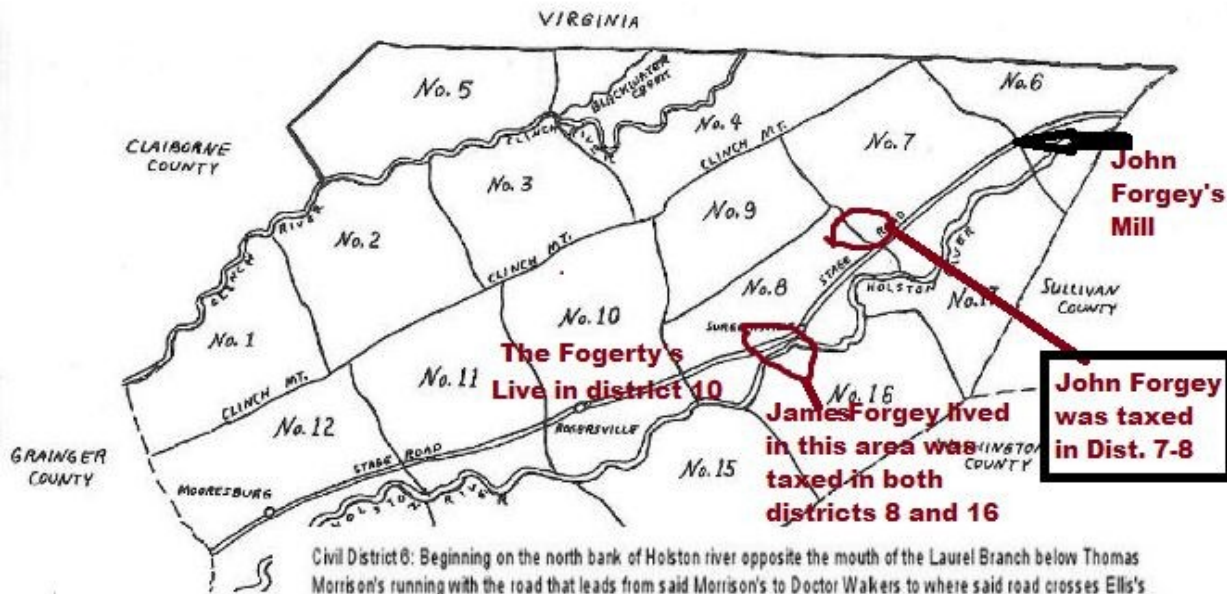 VIRGINIA
No. 5
BLACKWATER CREEK
No. 6
CLAIBORNE COUNTY
CLINCH RIVER
No. 4
CLINCH MT.
No. 7
John
Forgey's
Mill
No. 3
No. 9
No. 2
CLINCH RIVER
CLINCH MT.
STAGE ROAD
HOLSTON RIVER
No. 8
No. 17
SULLIVAN COUNTY
No. 1
No. 10
The Fogerty's
Live in district 10
No. 11
CLINCH MT.
No. 16
James Forgey lived
in this area was
taxed in both
districts 8 and 16
COUNTY
John Forgey
was taxed
in Dist. 7-8
No. 12
ROGERSVILLE
No. 15
GRAINGER COUNTY
STAGE ROAD
MOORESBURG
HOLSTON RIVER
Civil District 6: Beginning on the north bank of Holston river opposite the mouth of the Laurel Branch below Thomas
Morrison's running with the road that leads from said Morrison's to Doctor Walkers to where said road crosses Ellis's